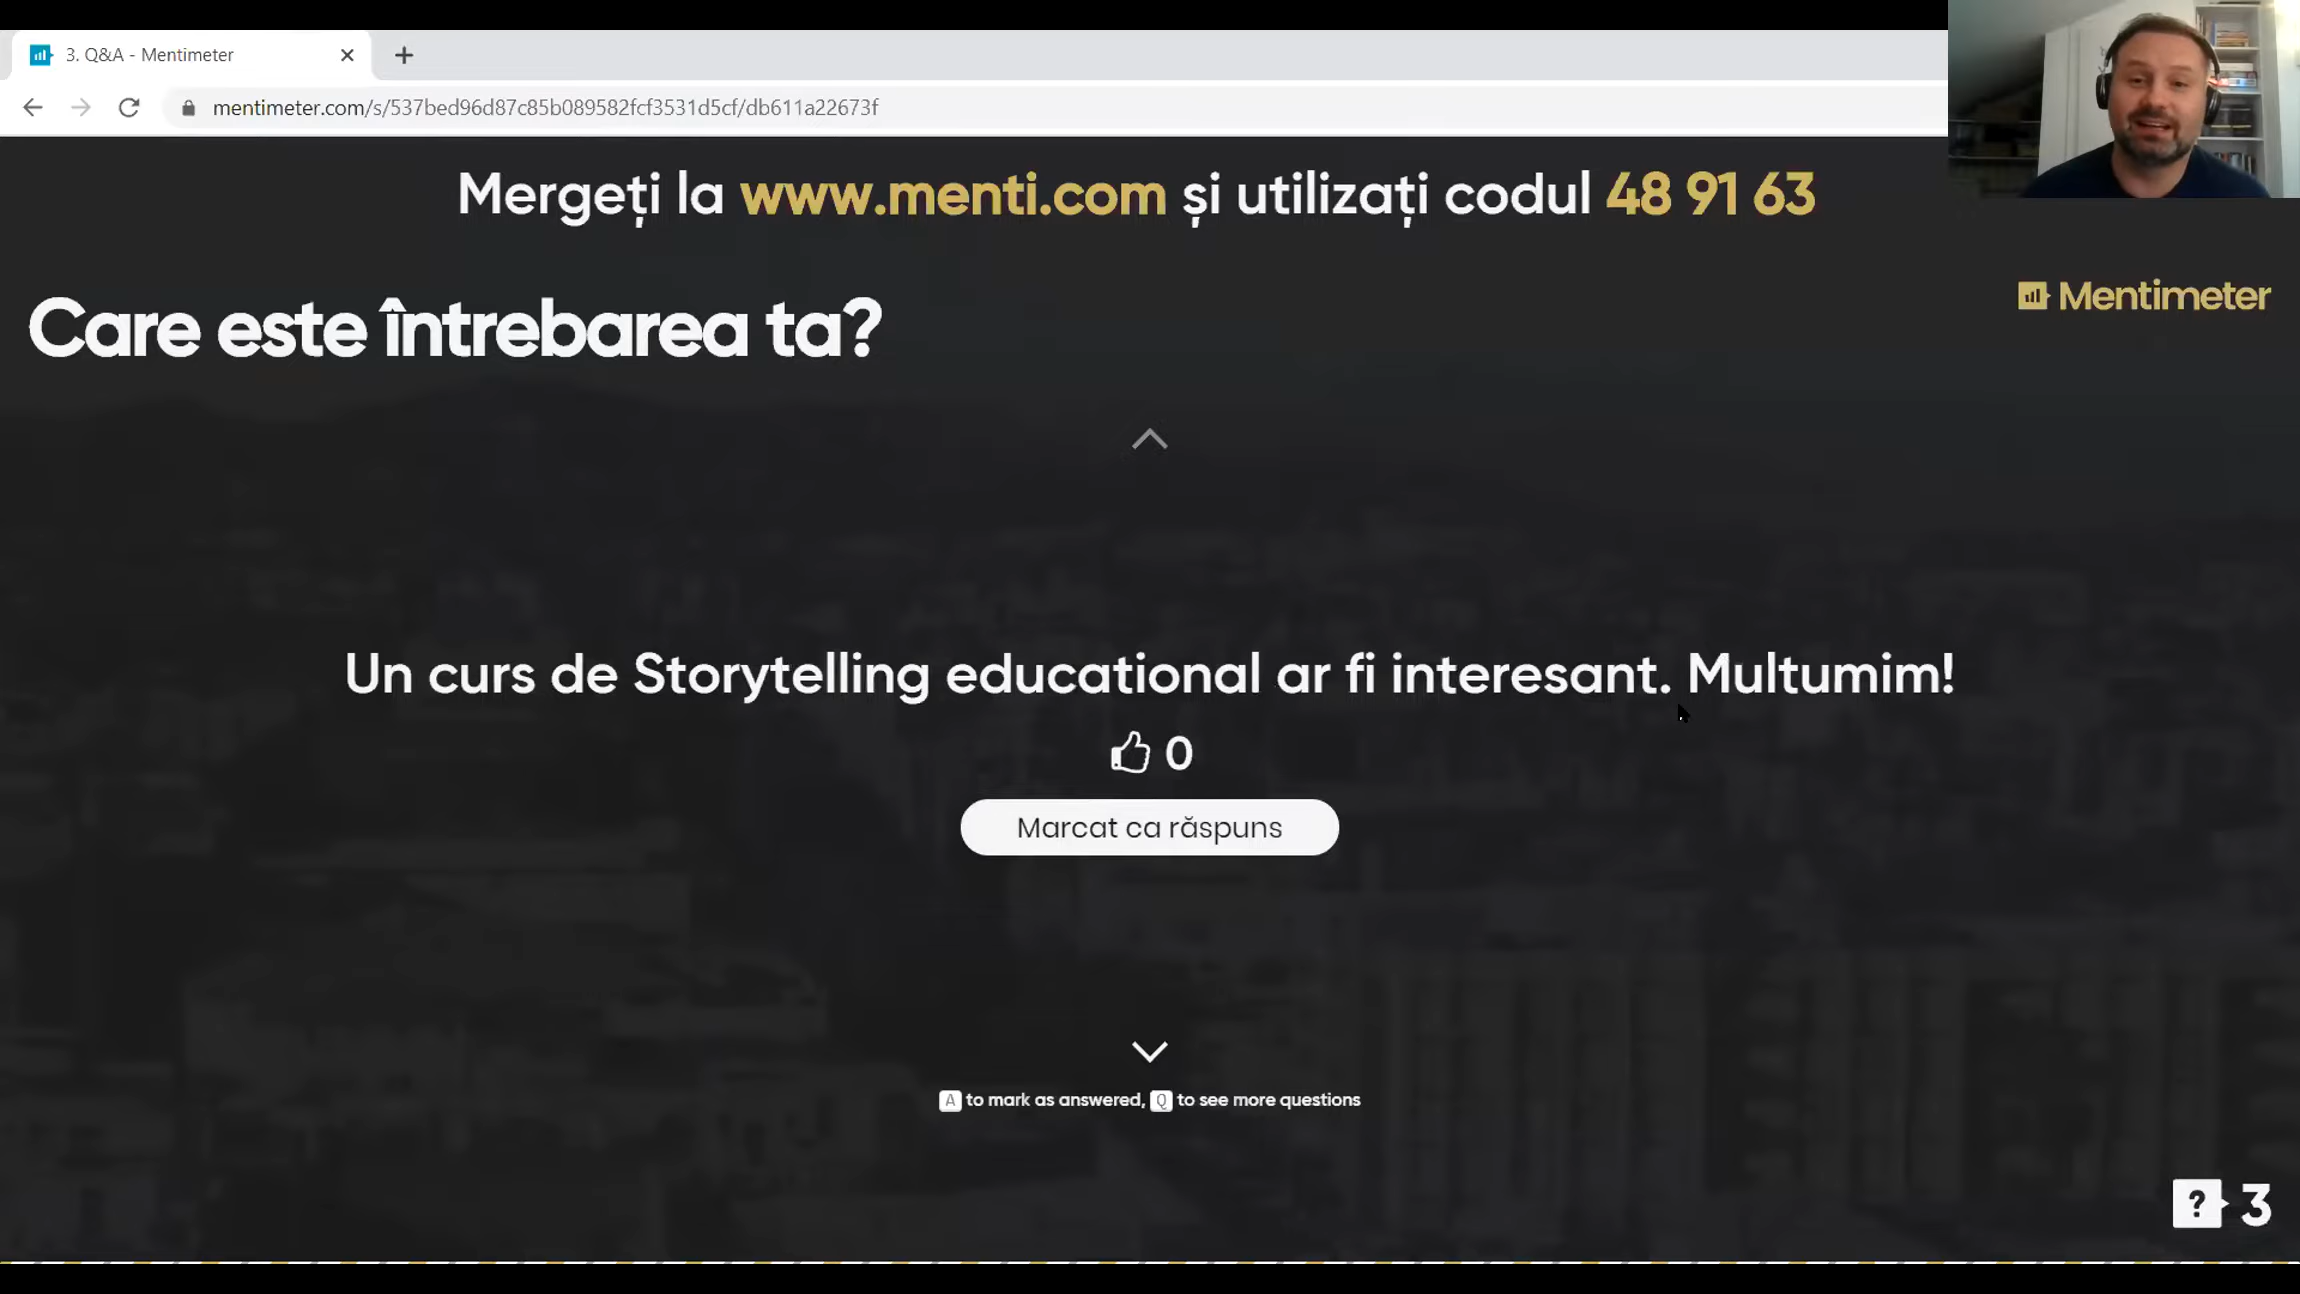 3. Q&A - Mentimeter
mentimeter.com/s/537bed96d87c85b089582fcf3531d5cf/db611a22673f
Mergeți la www.menti.com și utilizați codul 48 91 63
Mentimeter
Care este întrebarea ta?
Un curs de Storytelling educational ar fi interesant. Multumim!
0
Marcat ca răspuns
A to mark as answered, Q to see more questions
? 3